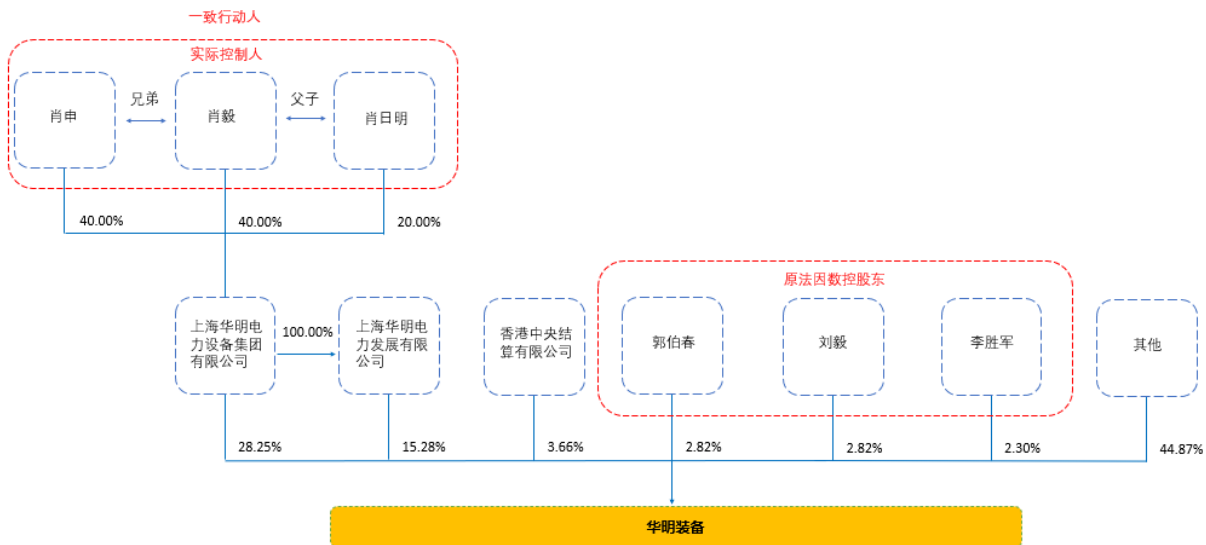 一致行动人
实际控制人
肖申
兄弟
肖毅
父子
肖日明
40.00%
40.00%
20.00%
原法因数控股东
上海华明电
力设备集团
有限公司
100.00%
上海华明电
力发展有限
公司
香港中央结
算有限公司
郭伯春
刘毅
李胜军
其他
28.25%
15.28%
3.66%
2.82%
2.82%
2.30%
44.87%
华明装备